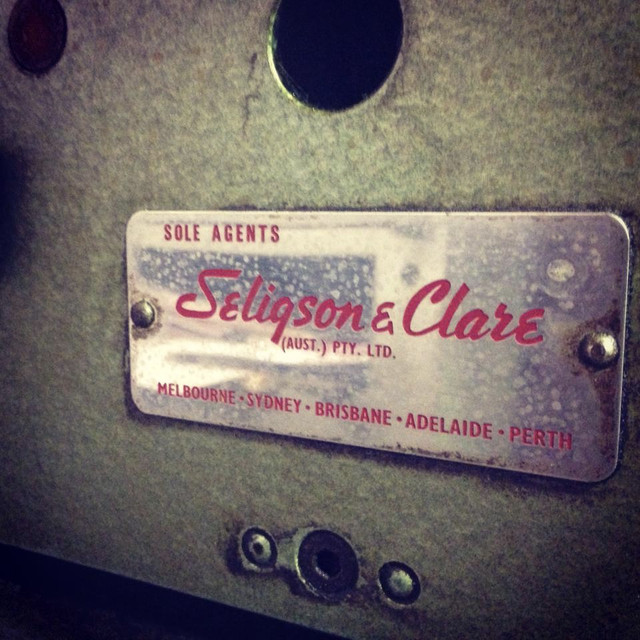 SOLE AGENTS
Seligson & Clare
(AUST.) PTY. LTD.
MELBOURNE · SYDNEY · BRISBANE · ADELAIDE · PERTH